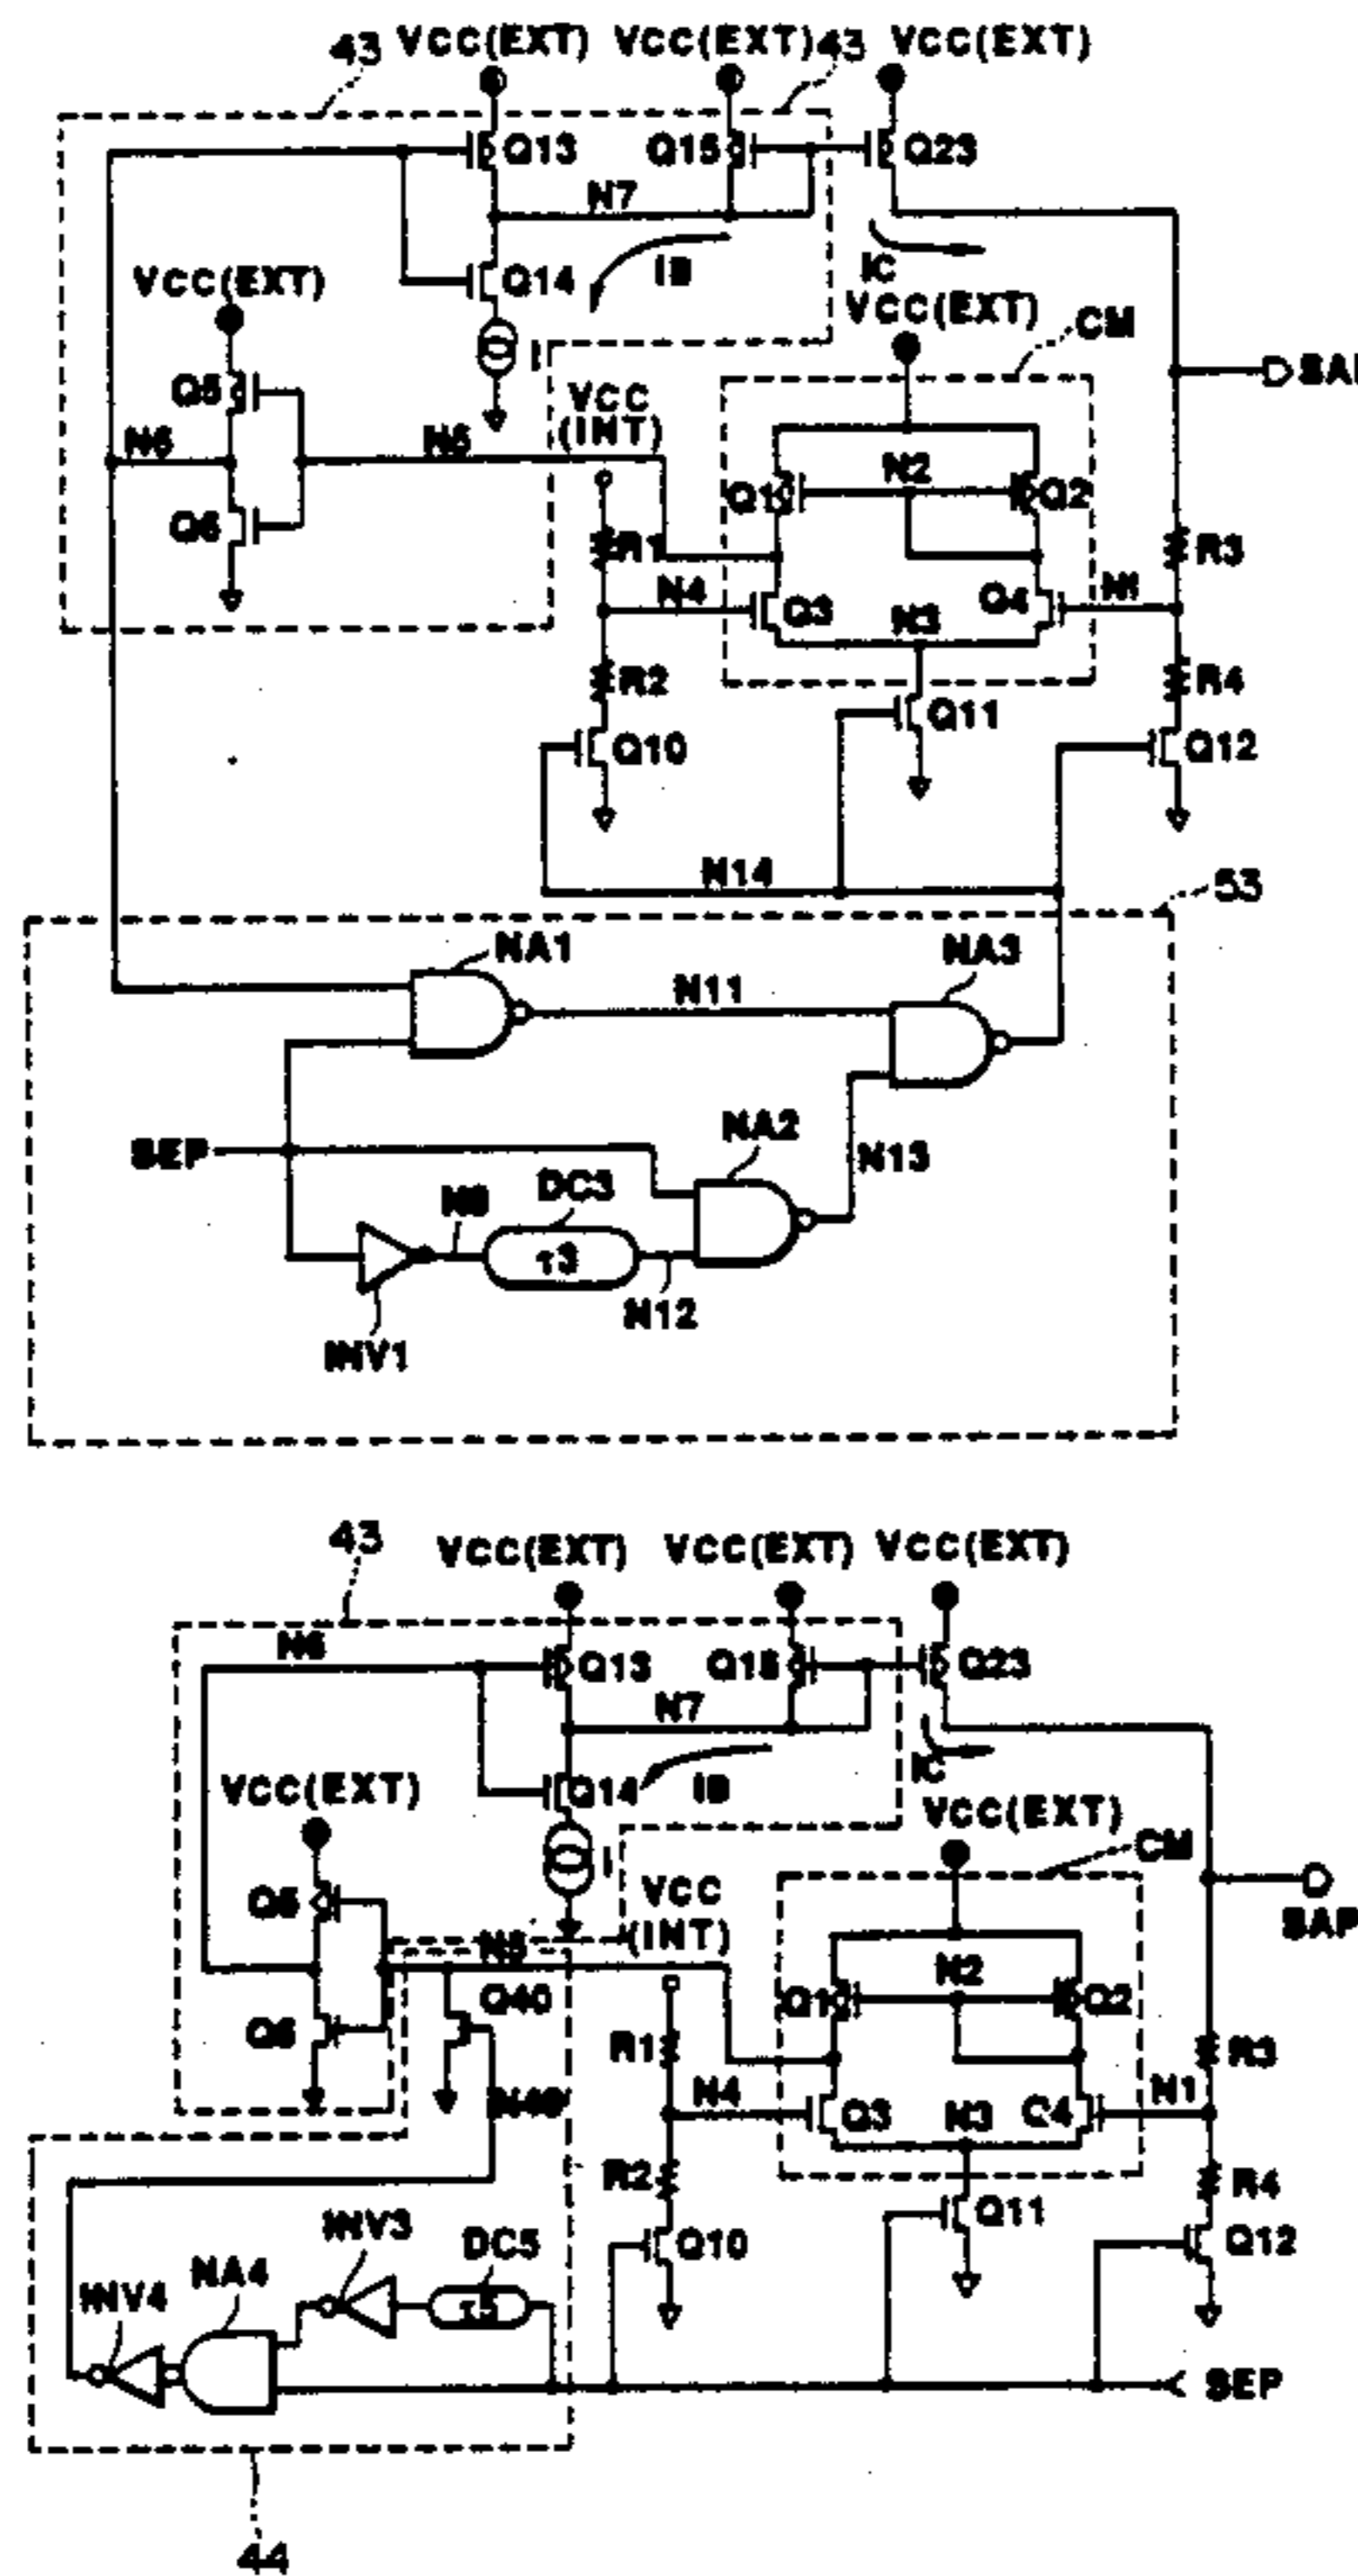 43 VCC(EXT) VCC(EXT) 43 VCC(EXT)
Q13 Q15 Q23
N7
IB IC
VCC(EXT) Q14 VCC(EXT) CM
I
Q5 VCC
(INT)
N6 N5 N2
Q1 Q2
Q6 R1 R3
N4 Q3 Q4 N1
N3
R2 R4
Q10 Q11 Q12
N14
53
NA1 NA3
N11
SEP NA2 N13
N9 DC3
τ3
N12
INV1
43 VCC(EXT) VCC(EXT) VCC(EXT)
N6
Q13 Q15 Q23
N7
VCC(EXT) Q14 IB IC
VCC(EXT)
I CM
Q5 VCC
N5 (INT) SAP
Q40 Q1 N2 Q2
Q6 R1 R3
N40 N4 Q3 N3 Q4 N1
R2 R4
INV3 DC5 Q10 Q11 Q12
INV4 NA4 τ5
SEP
44